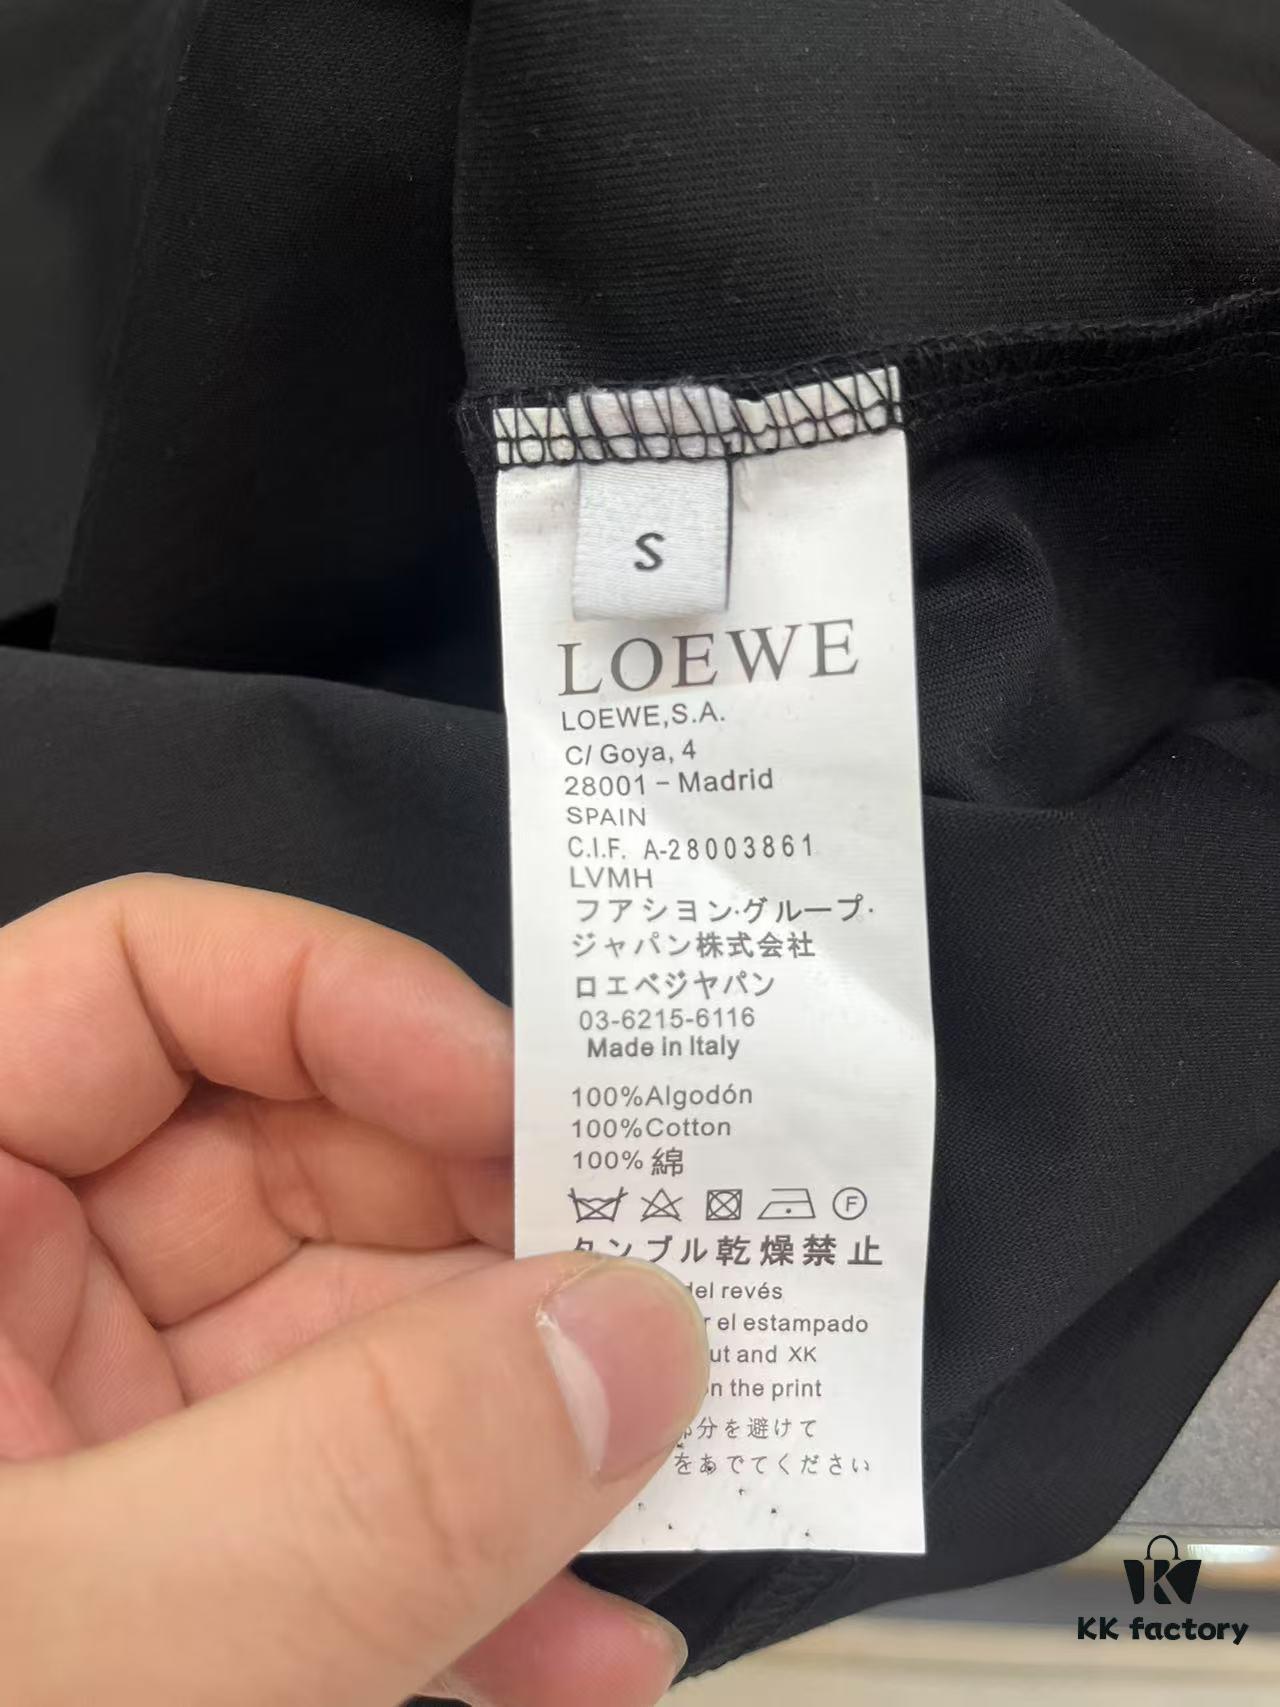 S
LOEWE
LOEWE,S.A.
C/ Goya, 4
28001 - Madrid
SPAIN
C.I.F. A-28003861
LVMH
フアシヨン·グループ·
ジャパン株式会社
ロエベジヤパン
03-6215-6116
Made in Italy
100%Algodón
100%Cotton
100% 綿
F
タンブル乾燥禁止
del revés
el estampado
and XK
the print
分を避けて
をあでてください
KK factory